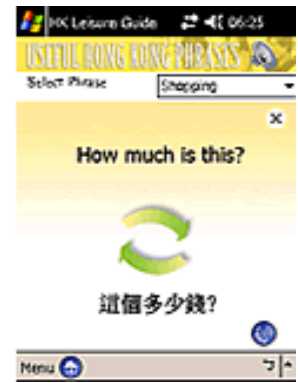 HK Leisure Guide 06:25
USEFUL HONG KONG PHRASES
Select Phrase Shopping
How much is this?
這個多少錢?
Menu